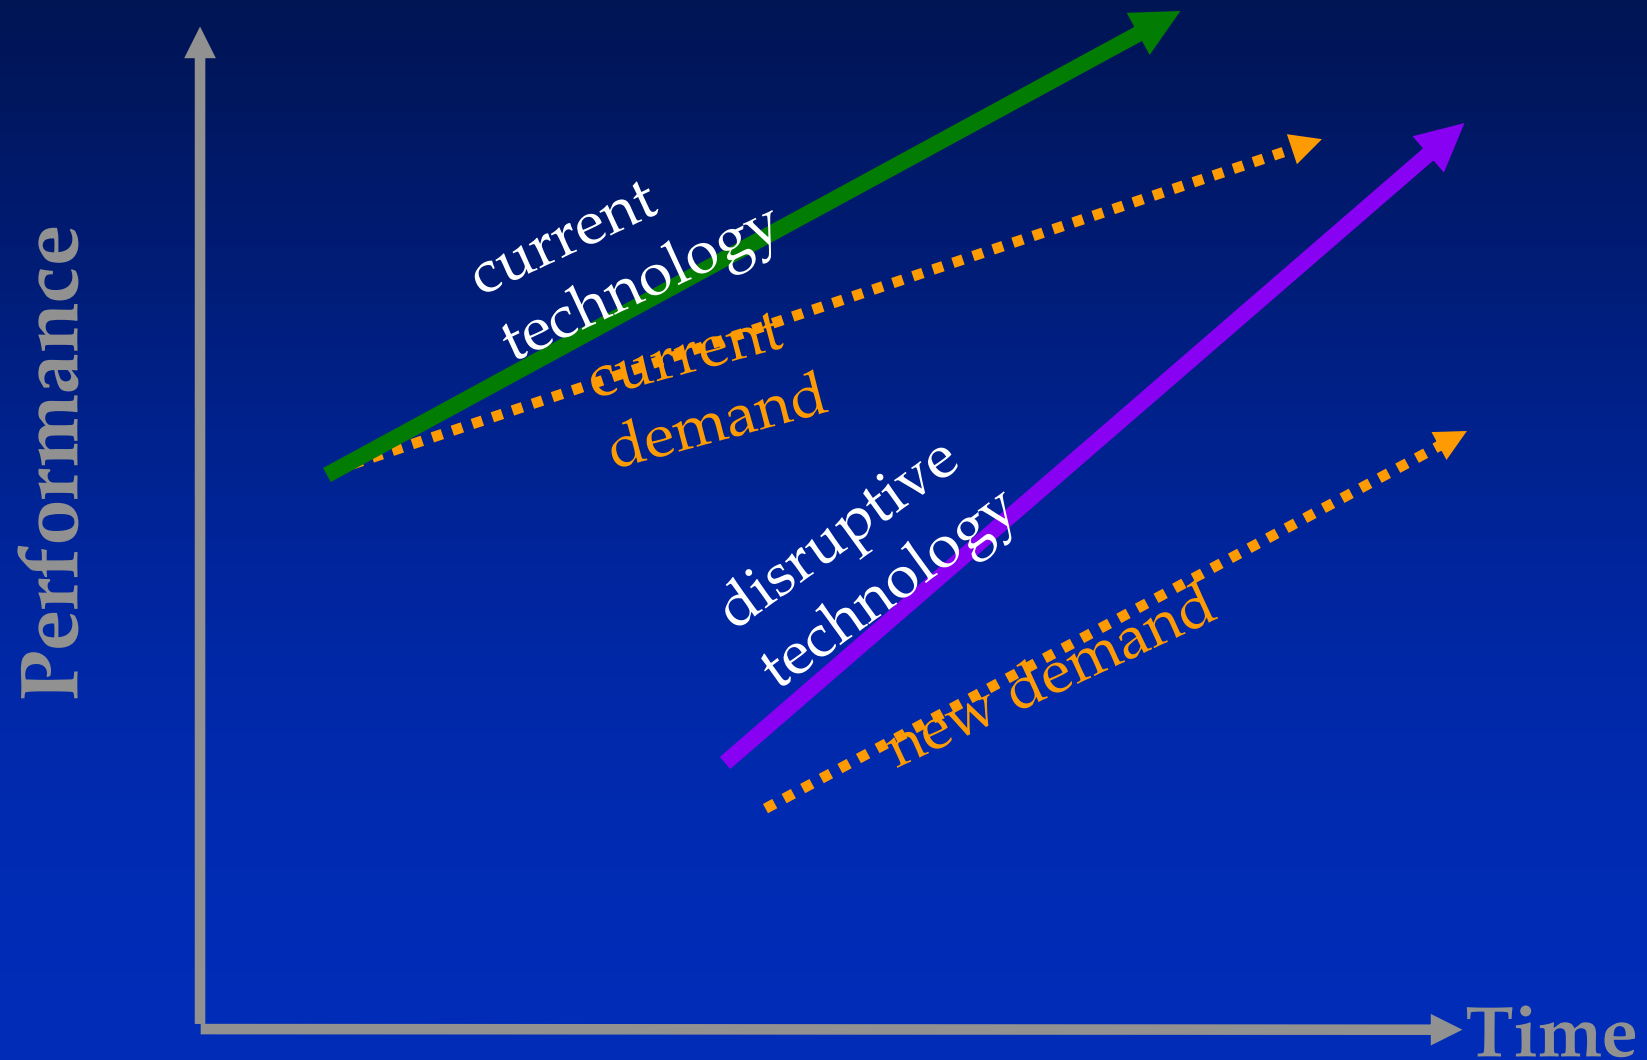 Performance
current
technology
current
demand
disruptive
technology
new demand
Time